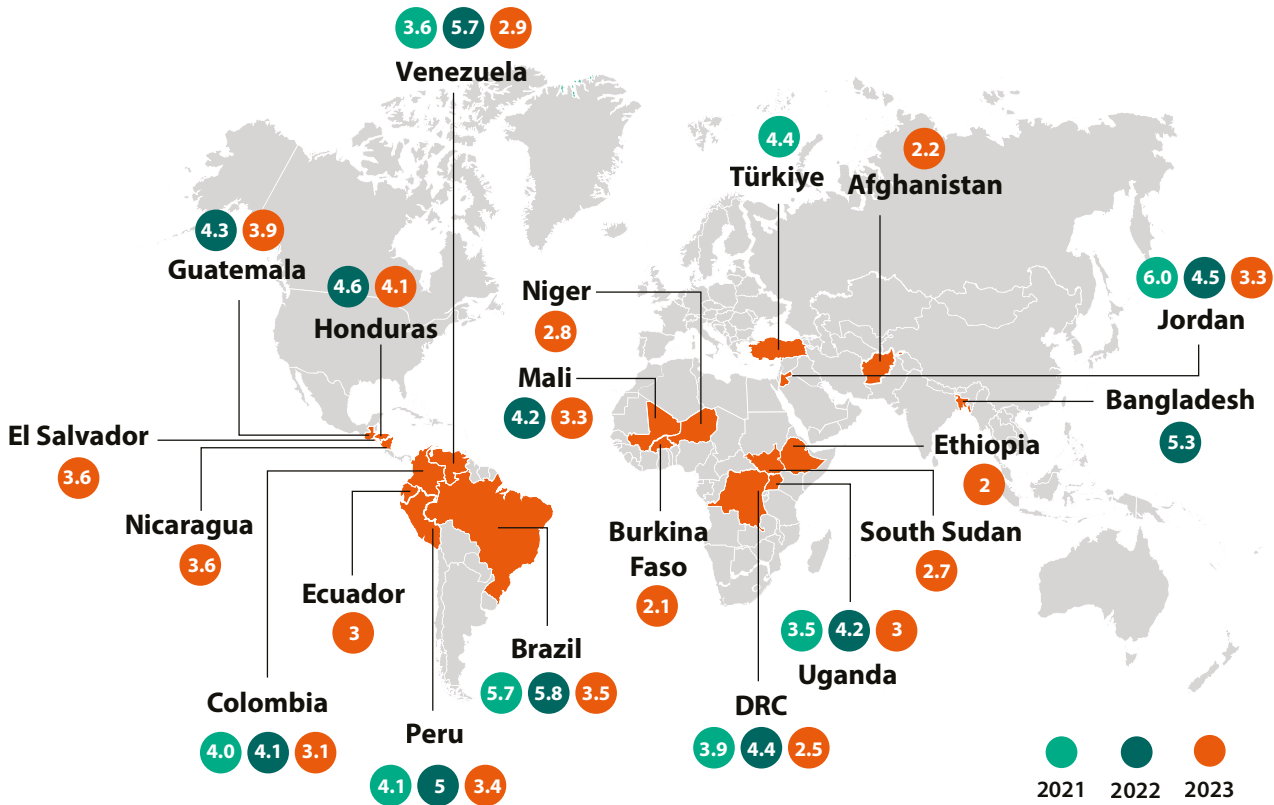 3.6 5.7 2.9
Venezuela
4.4
Türkiye
2.2
Afghanistan
4.3 3.9
Guatemala
4.6 4.1
Honduras
6.0 4.5 3.3
Jordan
Niger
2.8
Mali
4.2 3.3
Bangladesh
5.3
El Salvador
3.6
Ethiopia
2
Nicaragua
3.6
Burkina
Faso
2.1
South Sudan
2.7
Ecuador
3
3.5 4.2 3
Uganda
Brazil
5.7 5.8 3.5
Colombia
4.0 4.1 3.1
Peru
4.1 5 3.4
DRC
3.9 4.4 2.5
2021 2022 2023